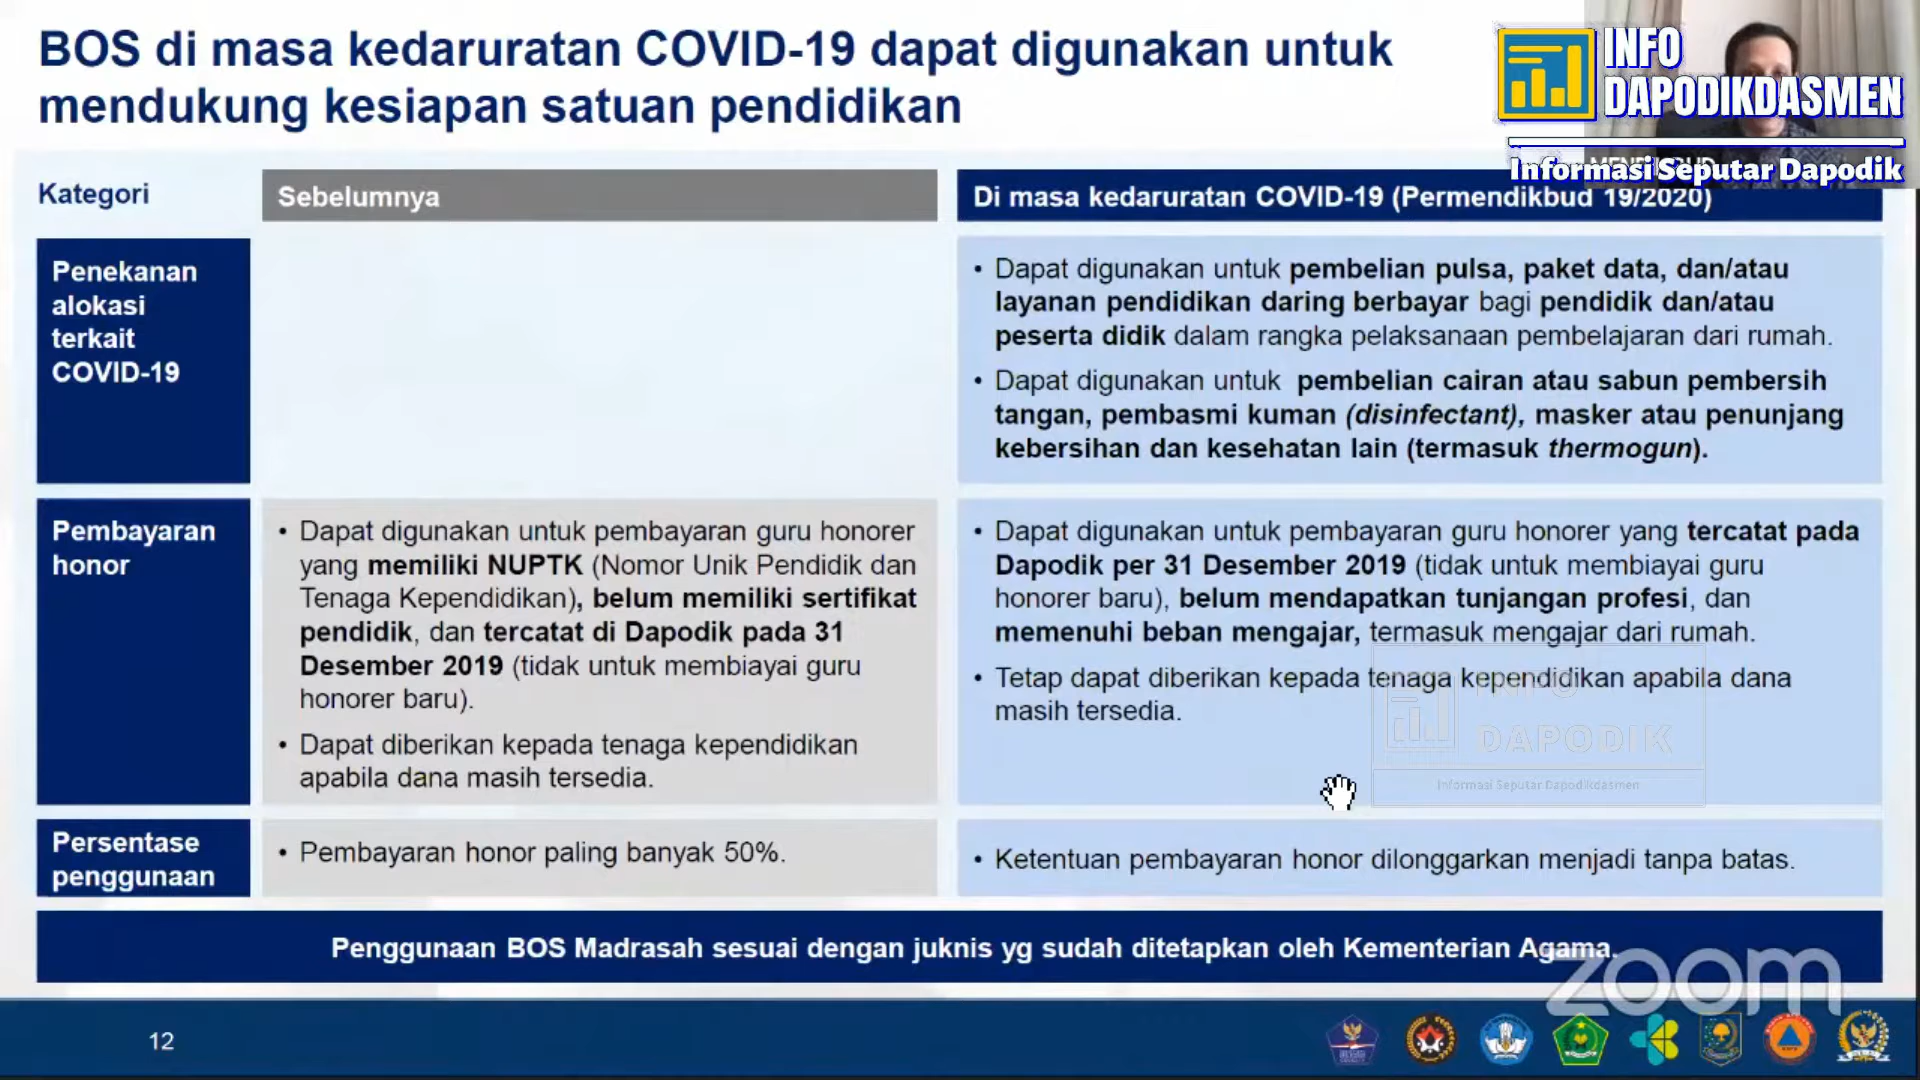 BOS di masa kedaruratan COVID-19 dapat digunakan untuk
mendukung kesiapan satuan pendidikan
INFO
DAPODIKDASMEN
Informasi Seputar Dapodik
Kategori
Sebelumnya
Di masa kedaruratan COVID-19 (Permendikbud 19/2020)
Penekanan
alokasi
terkait
COVID-19
• Dapat digunakan untuk pembelian pulsa, paket data, dan/atau
layanan pendidikan daring berbayar bagi pendidik dan/atau
peserta didik dalam rangka pelaksanaan pembelajaran dari rumah.
• Dapat digunakan untuk pembelian cairan atau sabun pembersih
tangan, pembasmi kuman (disinfectant), masker atau penunjang
kebersihan dan kesehatan lain (termasuk thermogun).
Pembayaran
honor
• Dapat digunakan untuk pembayaran guru honorer
yang memiliki NUPTK (Nomor Unik Pendidik dan
Tenaga Kependidikan), belum memiliki sertifikat
pendidik, dan tercatat di Dapodik pada 31
Desember 2019 (tidak untuk membiayai guru
honorer baru).
• Dapat diberikan kepada tenaga kependidikan
apabila dana masih tersedia.
• Dapat digunakan untuk pembayaran guru honorer yang tercatat pada
Dapodik per 31 Desember 2019 (tidak untuk membiayai guru
honorer baru), belum mendapatkan tunjangan profesi, dan
memenuhi beban mengajar, termasuk mengajar dari rumah.
• Tetap dapat diberikan kepada tenaga kependidikan apabila dana
masih tersedia.
INFO
DAPODIK
Informasi Seputar Dapodikdasmen
Persentase
penggunaan
• Pembayaran honor paling banyak 50%.
• Ketentuan pembayaran honor dilonggarkan menjadi tanpa batas.
Penggunaan BOS Madrasah sesuai dengan juknis yg sudah ditetapkan oleh Kementerian Agama.
zoom
12